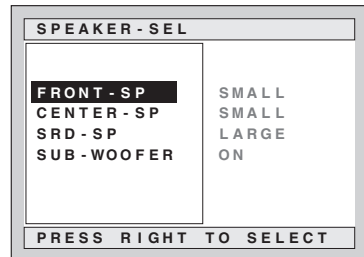 SPEAKER-SEL
FRONT-SP SMALL
CENTER-SP SMALL
SRD-SP LARGE
SUB-WOOFER ON
PRESS RIGHT TO SELECT